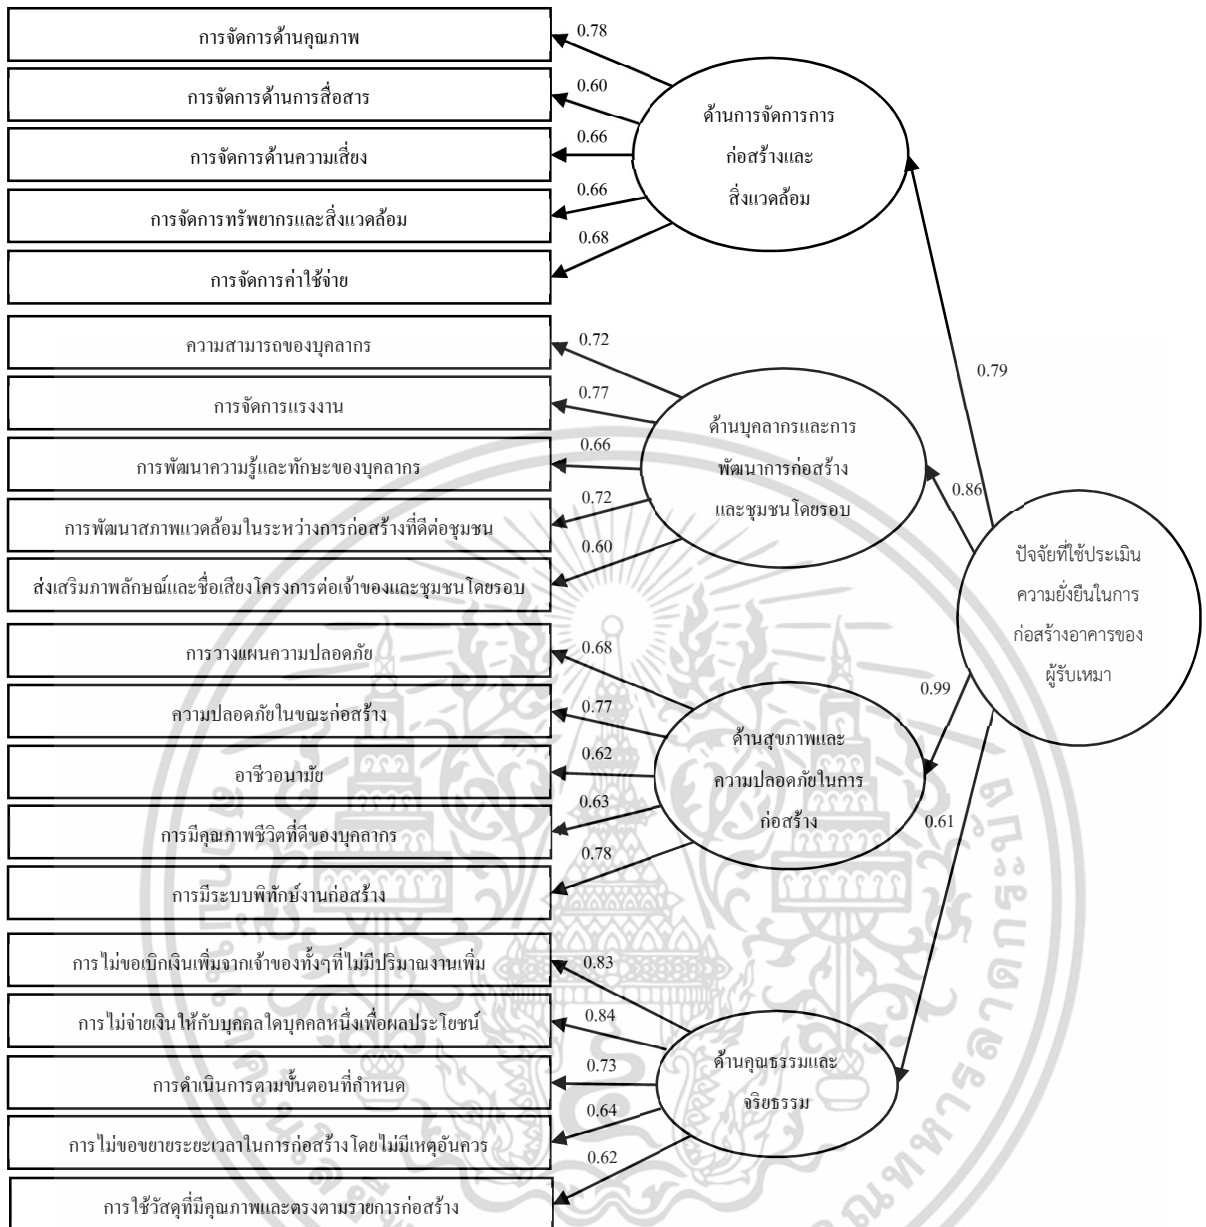 การจัดการด้านคุณภาพ
0.78
การจัดการด้านการสื่อสาร
0.60
การจัดการด้านความเสี่ยง
0.66
การจัดการทรัพยากรและสิ่งแวดล้อม
0.66
การจัดการค่าใช้จ่าย
0.68
ด้านการจัดการการ
ก่อสร้างและ
สิ่งแวดล้อม
0.79
ความสามารถของบุคลากร
0.72
การจัดการแรงงาน
0.77
การพัฒนาความรู้และทักษะของบุคลากร
0.66
การพัฒนาสภาพแวดล้อมในระหว่างการก่อสร้างที่ดีต่อชุมชน
0.72
ส่งเสริมภาพลักษณ์และชื่อเสียงโครงการต่อเจ้าของและชุมชนโดยรอบ
0.60
ด้านบุคลากรและการ
พัฒนาการก่อสร้าง
และชุมชนโดยรอบ
0.86
ปัจจัยที่ใช้ประเมิน
ความยั่งยืนในการ
ก่อสร้างอาคารของ
ผู้รับเหมา
การวางแผนความปลอดภัย
0.68
ความปลอดภัยในขณะก่อสร้าง
0.77
อาชีวอนามัย
0.62
การมีคุณภาพชีวิตที่ดีของบุคลากร
0.63
การมีระบบพิทักษ์งานก่อสร้าง
0.78
ด้านสุขภาพและ
ความปลอดภัยในการ
ก่อสร้าง
0.99
0.61
การไม่ขอเบิกเงินเพิ่มจากเจ้าของทั้งๆที่ไม่มีปริมาณงานเพิ่ม
0.83
การไม่จ่ายเงินให้กับบุคคลใดบุคคลหนึ่งเพื่อผลประโยชน์
0.84
การดำเนินการตามขั้นตอนที่กำหนด
0.73
การไม่ขอขยายระยะเวลาในการก่อสร้างโดยไม่มีเหตุอันควร
0.64
การใช้วัสดุที่มีคุณภาพและตรงตามรายการก่อสร้าง
0.62
ด้านคุณธรรมและ
จริยธรรม